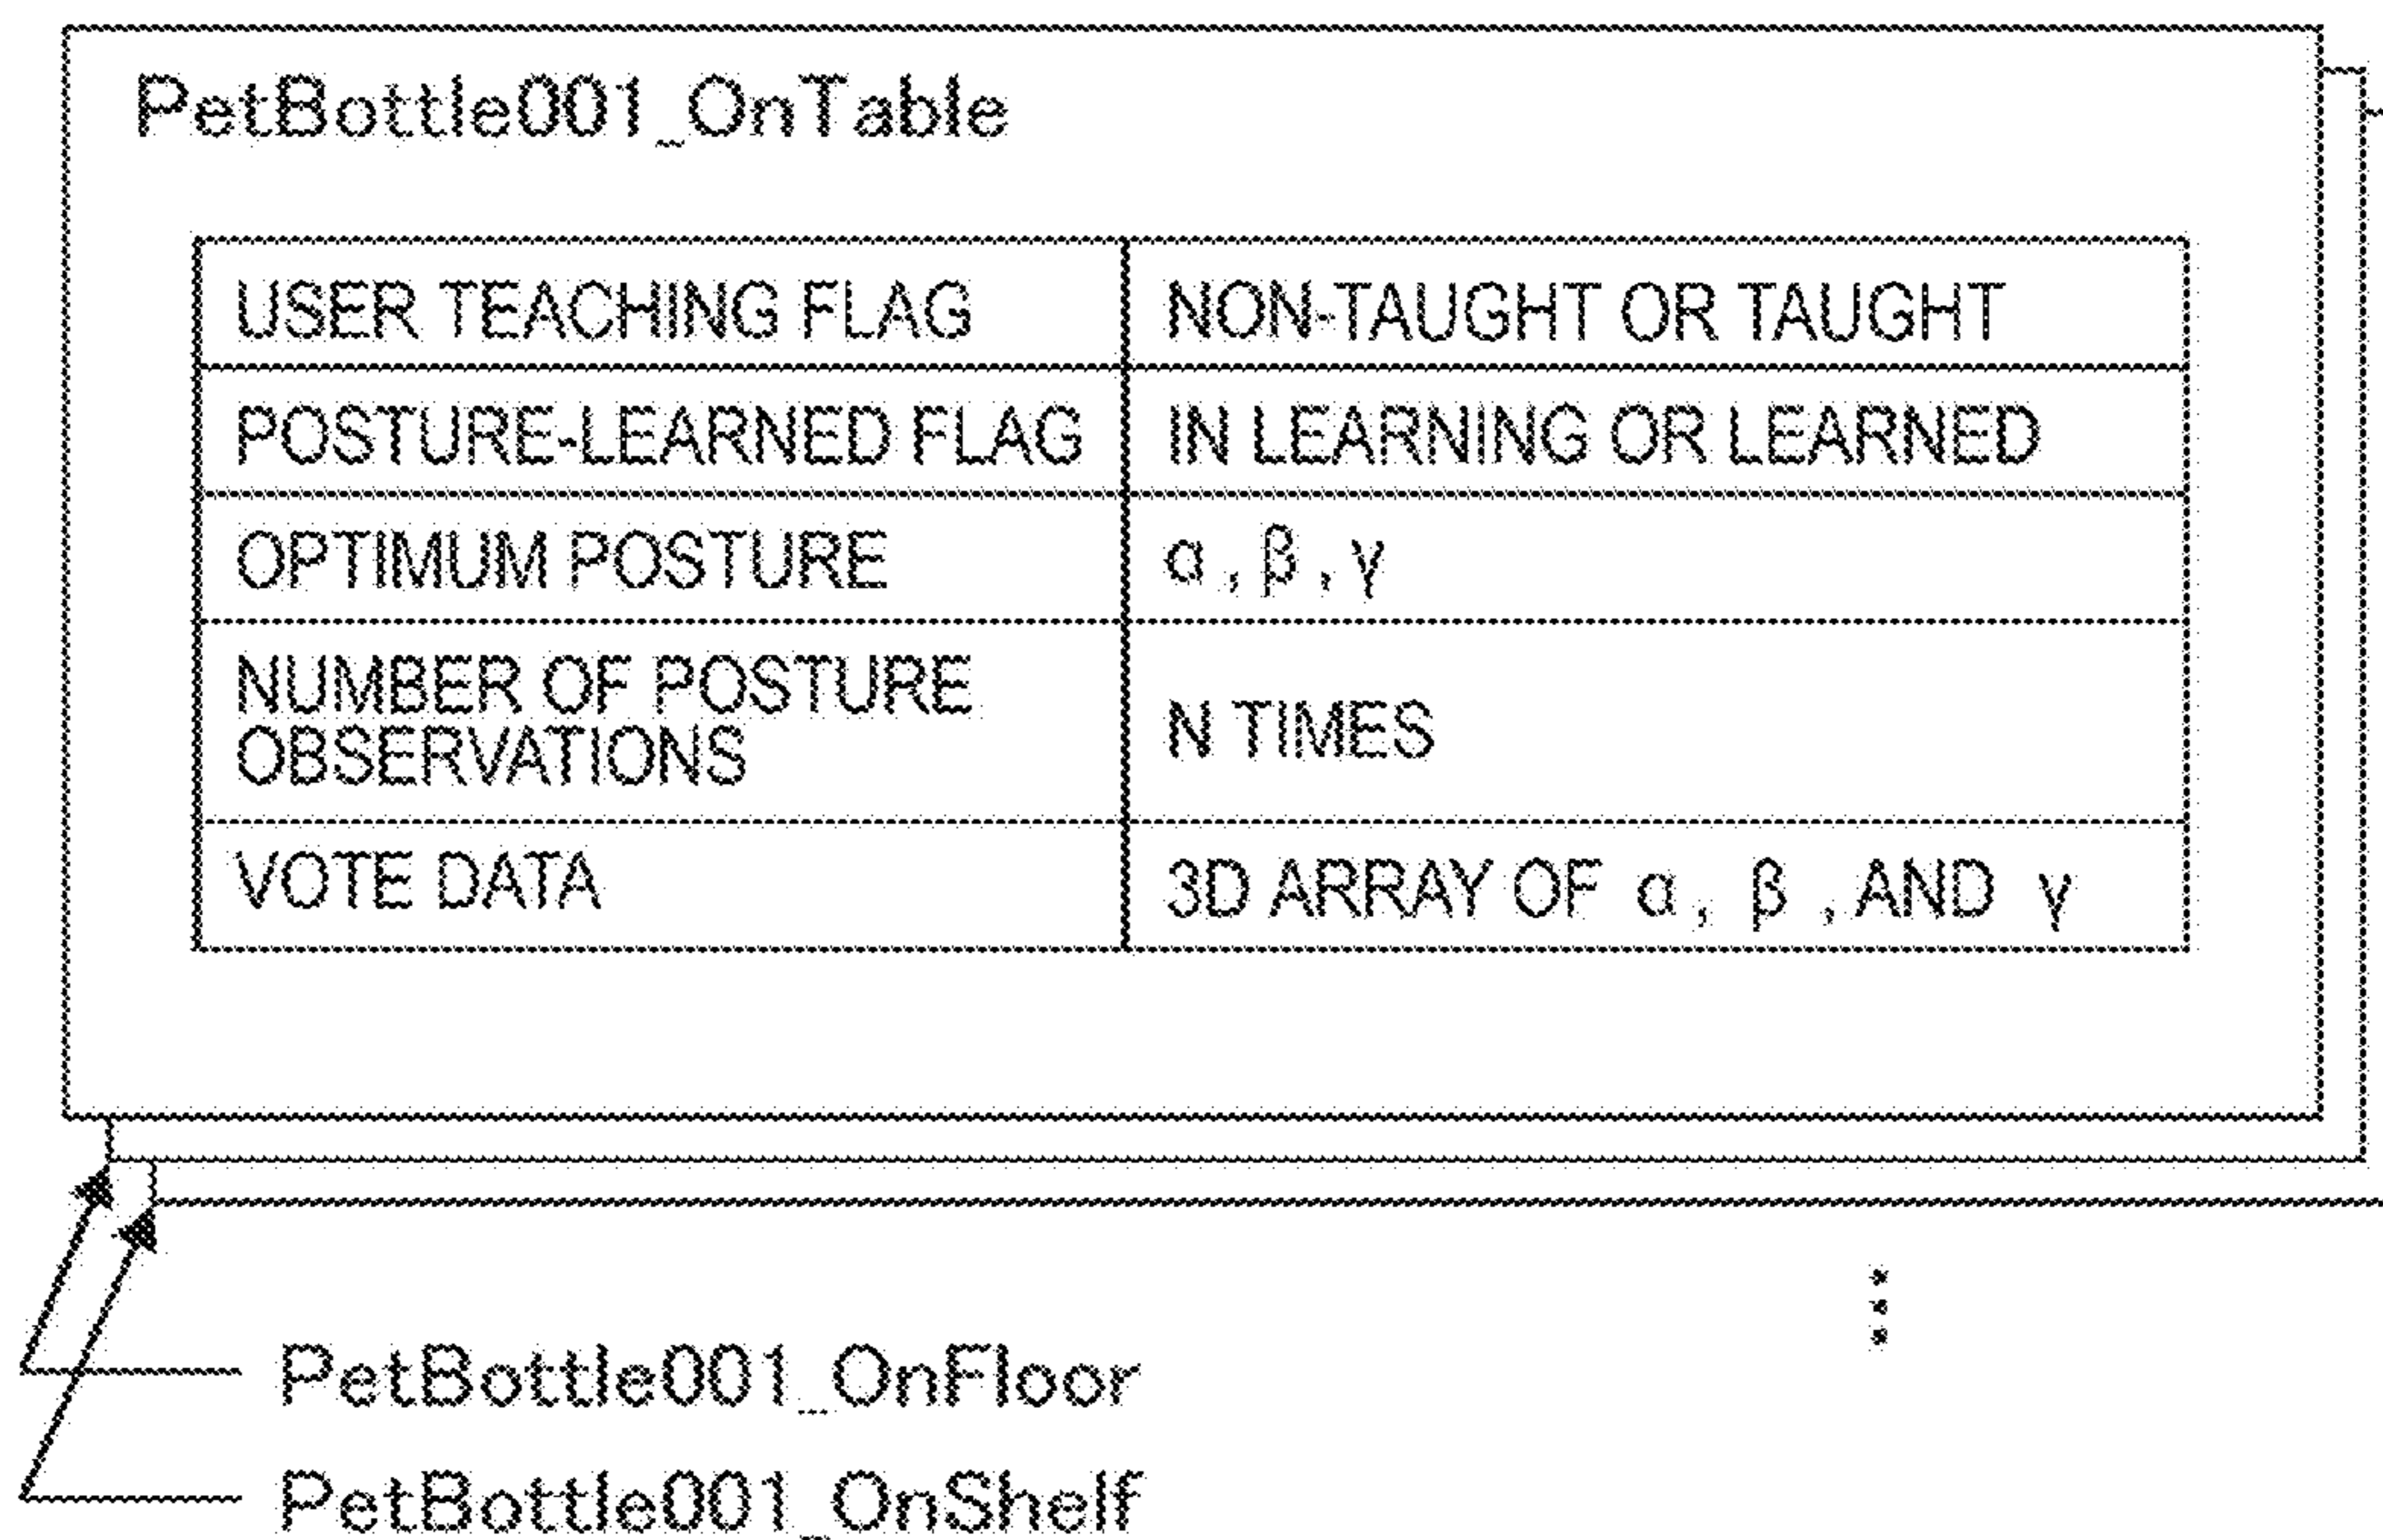 PetBottle001_OnTable
USER TEACHING FLAG
NON-TAUGHT OR TAUGHT
POSTURE-LEARNED FLAG
IN LEARNING OR LEARNED
OPTIMUM POSTURE
α, β, γ
NUMBER OF POSTURE
OBSERVATIONS
N TIMES
VOTE DATA
3D ARRAY OF α, β, AND γ
PetBottle001_OnFloor
PetBottle001_OnShelf